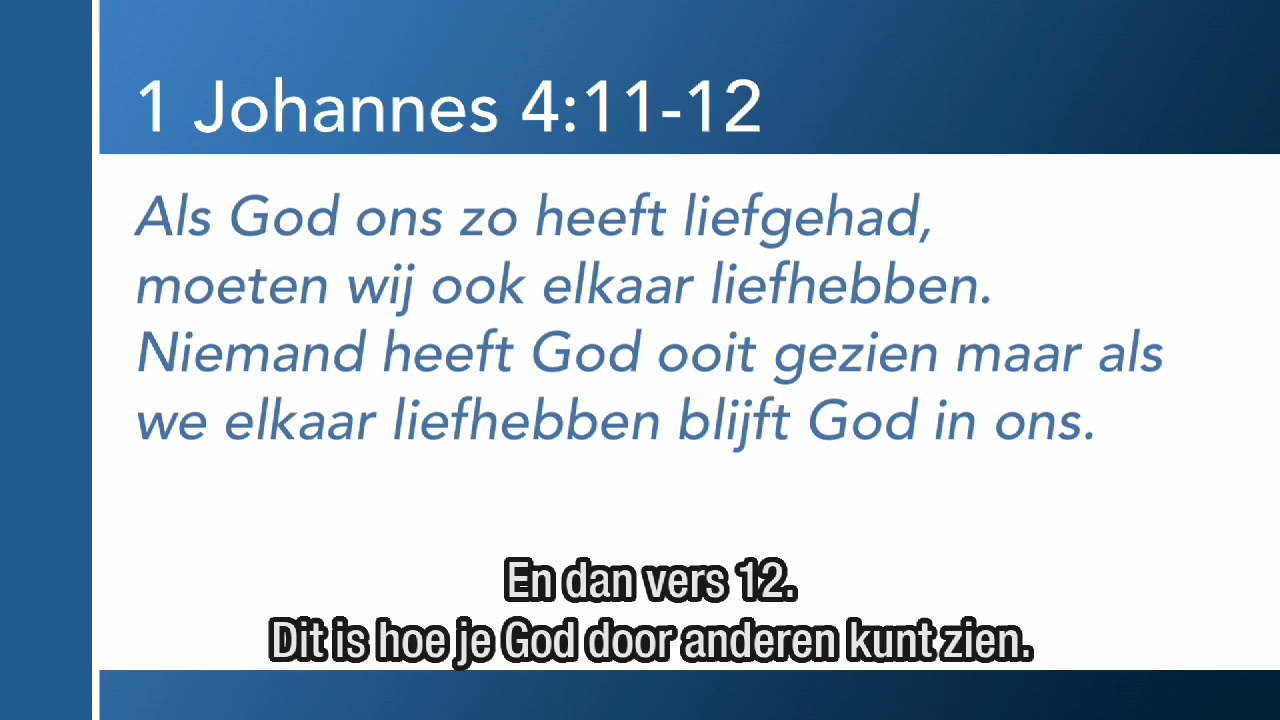 1 Johannes 4:11-12
Als God ons zo heeft liefgehad,
moeten wij ook elkaar liefhebben.
Niemand heeft God ooit gezien maar als
we elkaar liefhebben blijft God in ons.
En dan vers 12.
Dit is hoe je God door anderen kunt zien.